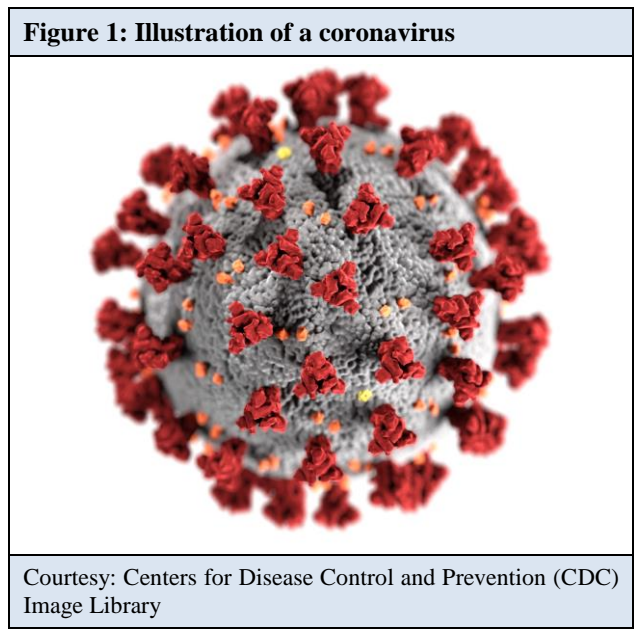 Figure 1: Illustration of a coronavirus
Courtesy: Centers for Disease Control and Prevention (CDC)
Image Library